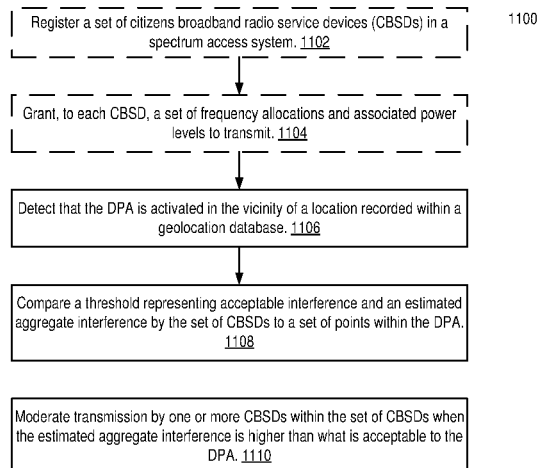 Register a set of citizens broadband radio service devices (CBSDs) in a
spectrum access system. 1102
1100
Grant, to each CBSD, a set of frequency allocations and associated power
levels to transmit. 1104
Detect that the DPA is activated in the vicinity of a location recorded within a
geolocation database. 1106
Compare a threshold representing acceptable interference and an estimated
aggregate interference by the set of CBSDs to a set of points within the DPA.
1108
Moderate transmission by one or more CBSDs within the set of CBSDs when
the estimated aggregate interference is higher than what is acceptable to the
DPA. 1110